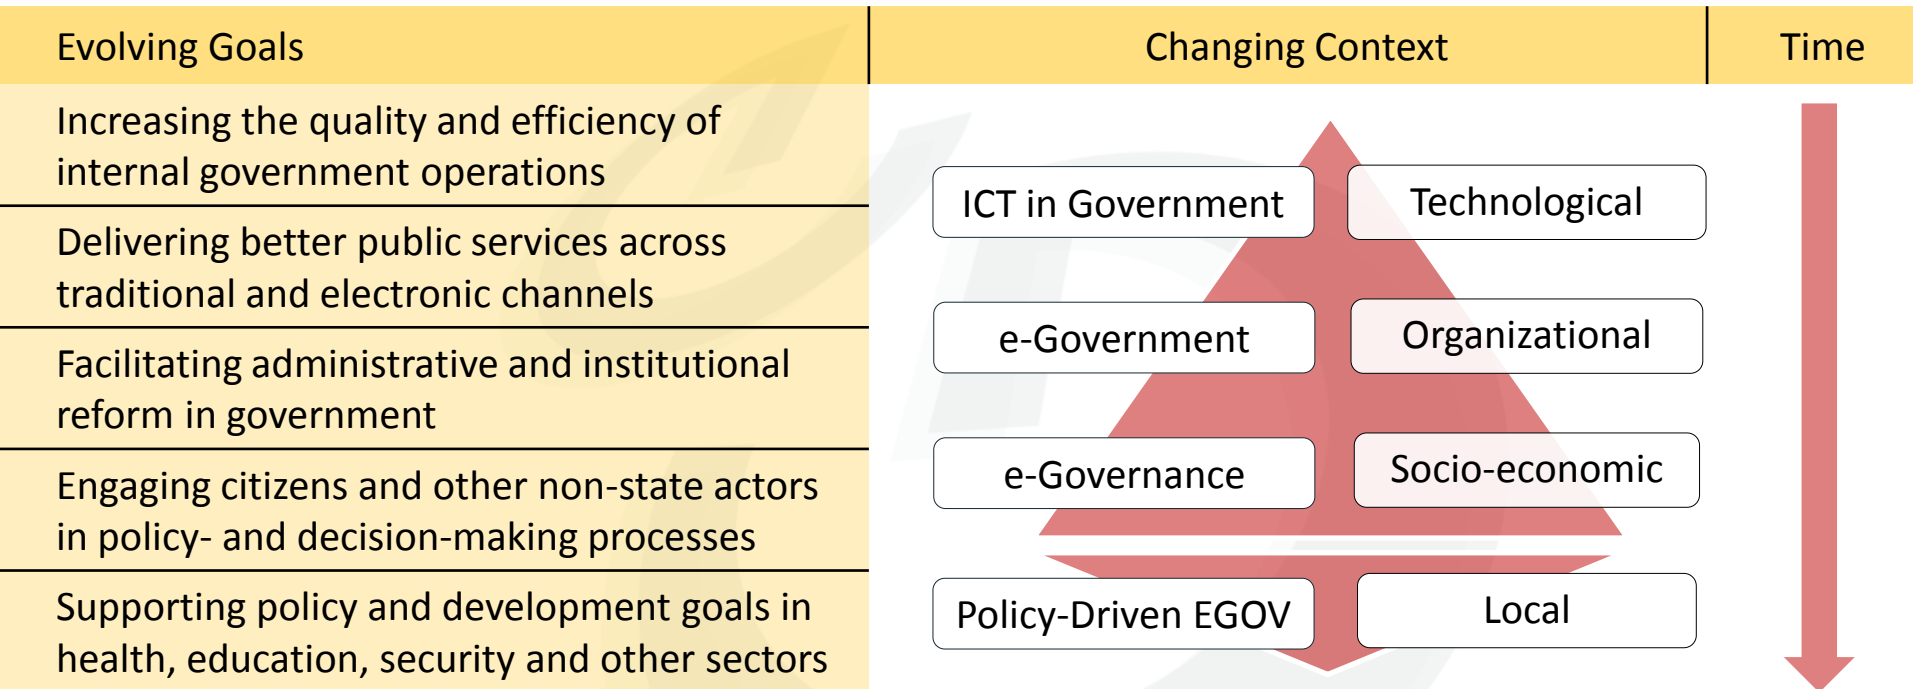 Evolving Goals
Changing Context
Time
Increasing the quality and efficiency of
internal government operations
Delivering better public services across
traditional and electronic channels
Facilitating administrative and institutional
reform in government
Engaging citizens and other non-state actors
in policy- and decision-making processes
Supporting policy and development goals in
health, education, security and other sectors
ICT in Government
Technological
e-Government
Organizational
e-Governance
Socio-economic
Policy-Driven EGOV
Local